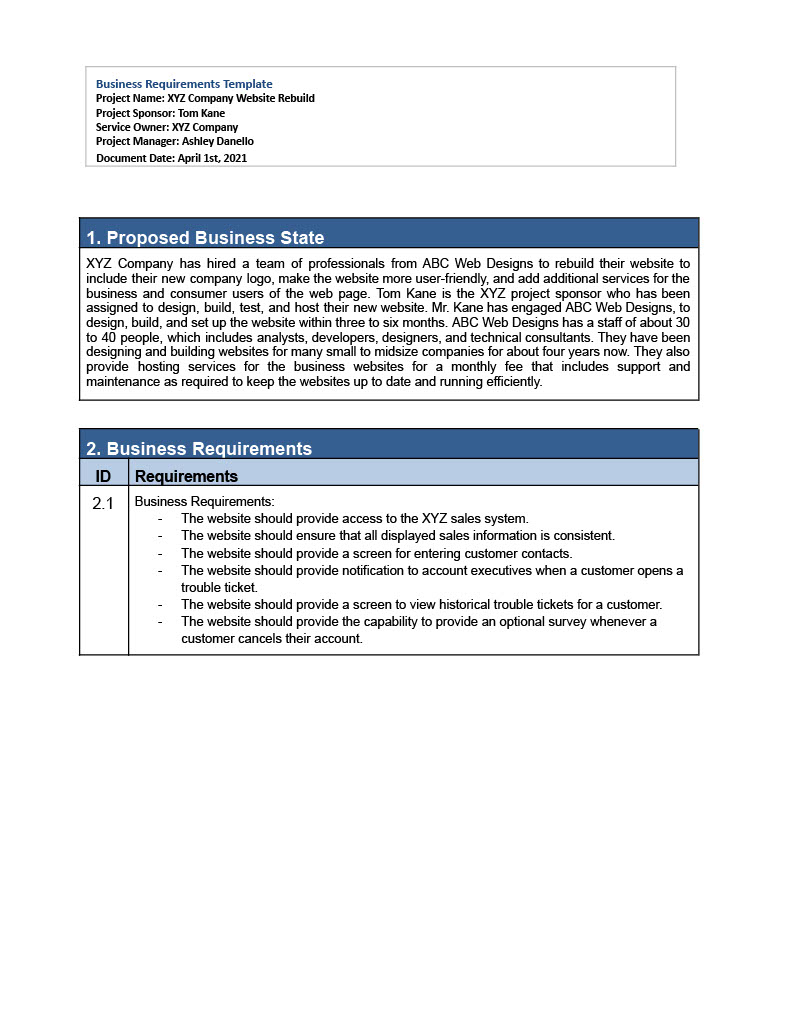 Business Requirements Template
Project Name: XYZ Company Website Rebuild
Project Sponsor: Tom Kane
Service Owner: XYZ Company
Project Manager: Ashley Danello
Document Date: April 1st, 2021
1. Proposed Business State
XYZ Company has hired a team of professionals from ABC Web Designs to rebuild their website to
include their new company logo, make the website more user-friendly, and add additional services for the
business and consumer users of the web page. Tom Kane is the XYZ project sponsor who has been
assigned to design, build, test, and host their new website. Mr. Kane has engaged ABC Web Designs, to
design, build, and set up the website within three to six months. ABC Web Designs has a staff of about 30
to 40 people, which includes analysts, developers, designers, and technical consultants. They have been
designing and building websites for many small to midsize companies for about four years now. They also
provide hosting services for the business websites for a monthly fee that includes support and
maintenance as required to keep the websites up to date and running efficiently.
2. Business Requirements
ID Requirements
2.1 Business Requirements:
- The website should provide access to the XYZ sales system.
- The website should ensure that all displayed sales information is consistent.
- The website should provide a screen for entering customer contacts.
- The website should provide notification to account executives when a customer opens a
trouble ticket.
- The website should provide a screen to view historical trouble tickets for a customer.
- The website should provide the capability to provide an optional survey whenever a
customer cancels their account.